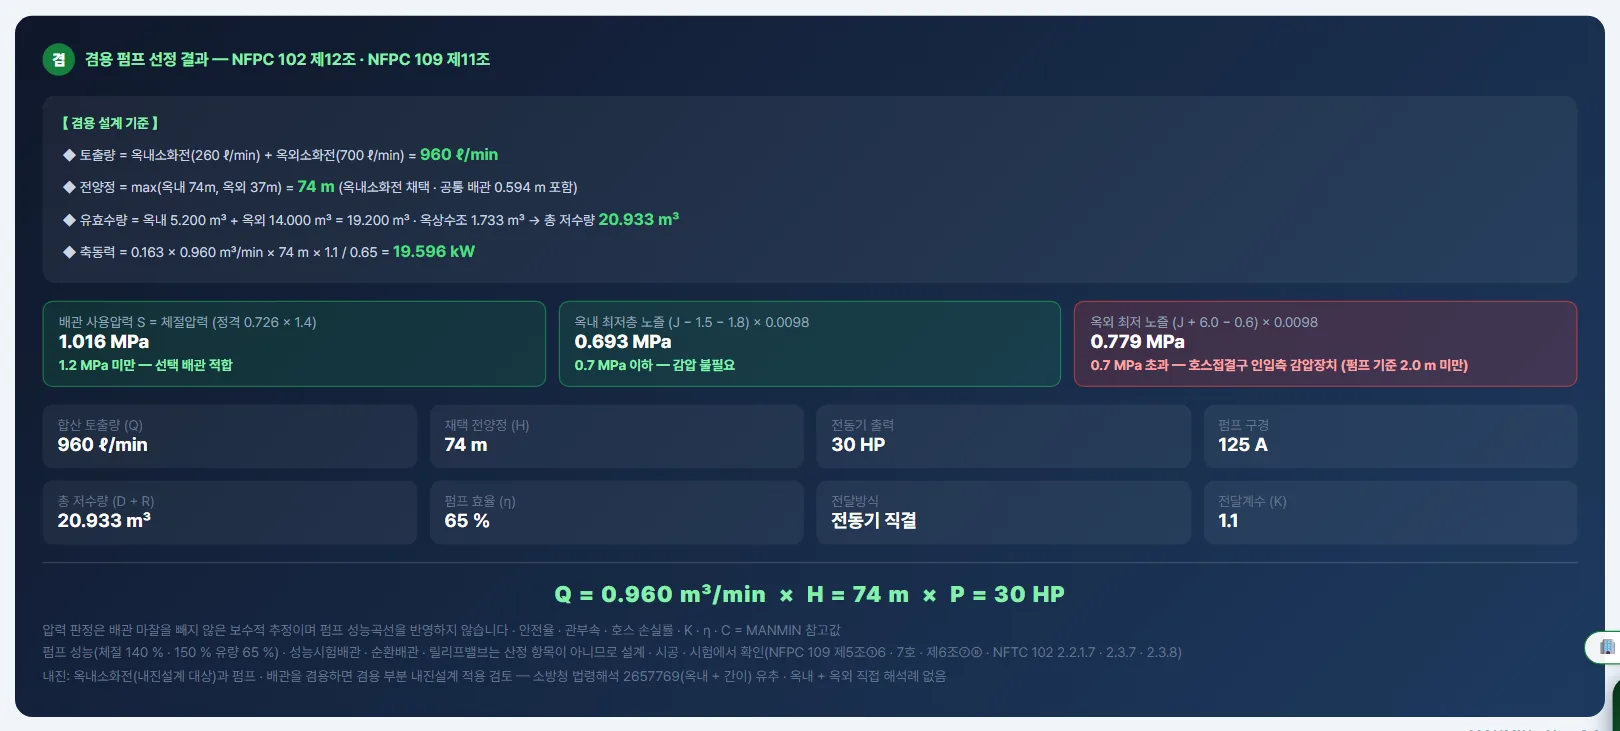 겸 겸용 펌프 선정 결과 — NFPC 102 제12조 · NFPC 109 제11조
【 겸용 설계 기준 】
◆ 토출량 = 옥내소화전(260 ℓ/min) + 옥외소화전(700 ℓ/min) = 960 ℓ/min
◆ 전양정 = max(옥내 74m, 옥외 37m) = 74 m (옥내소화전 채택 · 공통 배관 0.594 m 포함)
◆ 유효수량 = 옥내 5.200 m³ + 옥외 14.000 m³ = 19.200 m³ · 옥상수조 1.733 m³ → 총 저수량 20.933 m³
◆ 축동력 = 0.163 × 0.960 m³/min × 74 m × 1.1 / 0.65 = 19.596 kW
배관 사용압력 S = 체절압력 (정격 0.726 × 1.4)
1.016 MPa
1.2 MPa 미만 — 선택 배관 적합
옥내 최저층 노즐 (J − 1.5 − 1.8) × 0.0098
0.693 MPa
0.7 MPa 이하 — 감압 불필요
옥외 최저 노즐 (J + 6.0 − 0.6) × 0.0098
0.779 MPa
0.7 MPa 초과 — 호스접결구 인입측 감압장치 (펌프 기준 2.0 m 미만)
합산 토출량 (Q)
960 ℓ/min
채택 전양정 (H)
74 m
전동기 출력
30 HP
펌프 구경
125 A
총 저수량 (D + R)
20.933 m³
펌프 효율 (η)
65 %
전달방식
전동기 직결
전달계수 (K)
1.1
Q = 0.960 m³/min × H = 74 m × P = 30 HP
압력 판정은 배관 마찰을 빼지 않은 보수적 추정이며 펌프 성능곡선을 반영하지 않습니다 · 안전율 · 관부속 · 호스 손실률 · K · η · C = MANMIN 참고값
펌프 성능(체절 140 % · 150 % 유량 65 %) · 성능시험배관 · 순환배관 · 릴리프밸브는 산정 항목이 아니므로 설계 · 시공 · 시험에서 확인(NFPC 109 제5조①6 · 7호 · 제6조⑦⑧ · NFTC 102 2.2.1.7 · 2.3.7 · 2.3.8)
내진: 옥내소화전(내진설계 대상)과 펌프 · 배관을 겸용하면 겸용 부분 내진설계 적용 검토 — 소방청 법령해석 2657769(옥내 + 간이) 유추 · 옥내 + 옥외 직접 해석례 없음